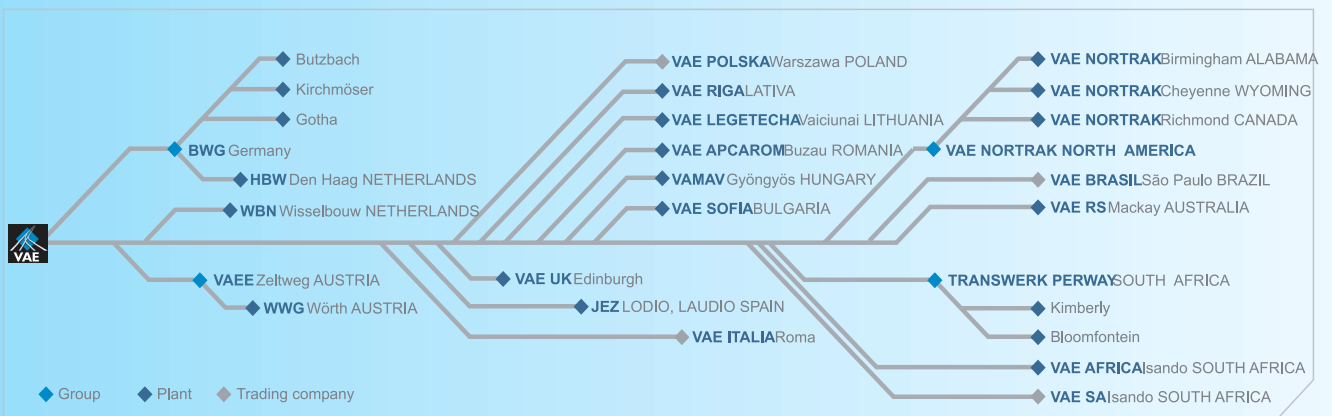 Butzbach
Kirchmöser
Gotha
BWG Germany
HBW Den Haag NETHERLANDS
WBN Wisselbouw NETHERLANDS
VAE
VAEE Zeltweg AUSTRIA
WWG Wörth AUSTRIA
VAE POLSKA Warszawa POLAND
VAE RIGA LATIVA
VAE LEGETECHA Vaiciunai LITHUANIA
VAE APCAROM Buzau ROMANIA
VAMAV Gyöngyös HUNGARY
VAE SOFIA BULGARIA
VAE UK Edinburgh
JEZ LODIO, LAUDIO SPAIN
VAE ITALIA Roma
VAE NORTRAK Birmingham ALABAMA
VAE NORTRAK Cheyenne WYOMING
VAE NORTRAK Richmond CANADA
VAE NORTRAK NORTH AMERICA
VAE BRASIL São Paulo BRAZIL
VAE RS Mackay AUSTRALIA
TRANSWERK PERWAY SOUTH AFRICA
Kimberly
Bloomfontein
VAE AFRICA Isando SOUTH AFRICA
VAE SA Isando SOUTH AFRICA
Group
Plant
Trading company